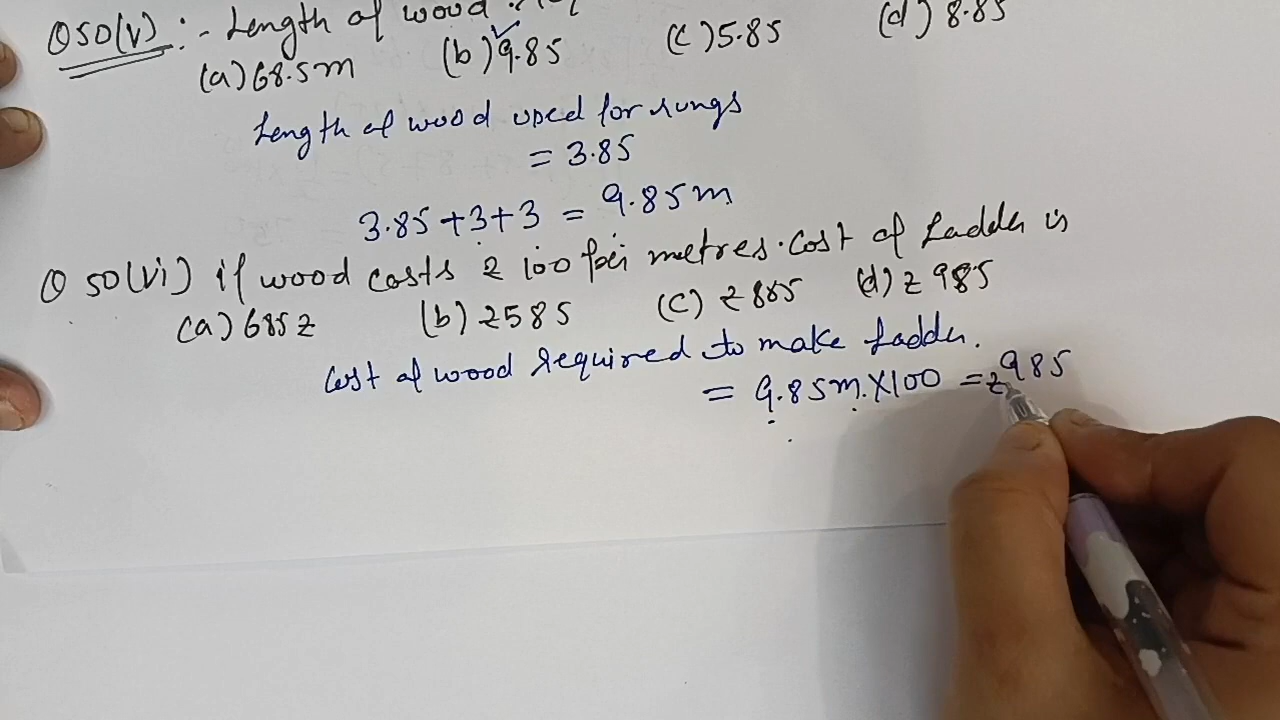 Q50(V) :- Length of wood
(a) 68.5m (b) 9.85 (c) 5.85 (d) 8.85
Length of wood used for rungs
= 3.85
3.85 + 3 + 3 = 9.85m
Q 50(Vi) if wood costs ₹ 100 per metres. Cost of Ladder is
(a) 685₹ (b) ₹585 (c) ₹885 (d) ₹985
Cost of wood required to make Ladder.
= 9.85m. X 100 = ₹985